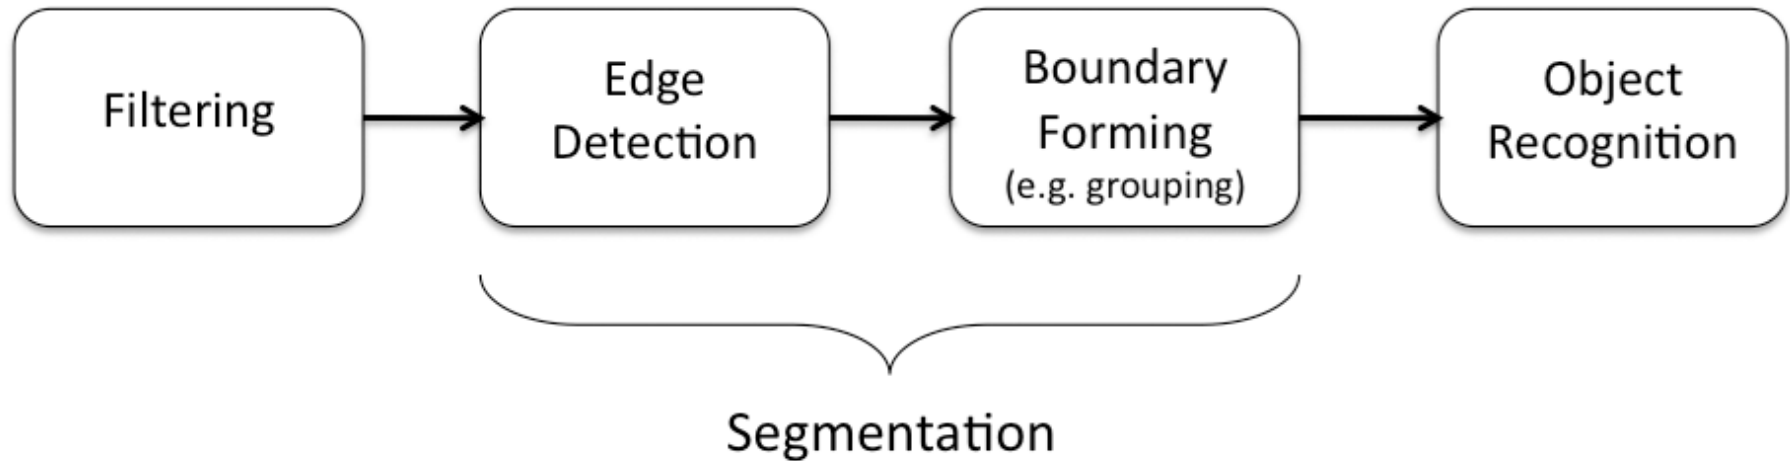 Filtering
Edge
Detection
Boundary
Forming
(e.g. grouping)
Object
Recognition
Segmentation